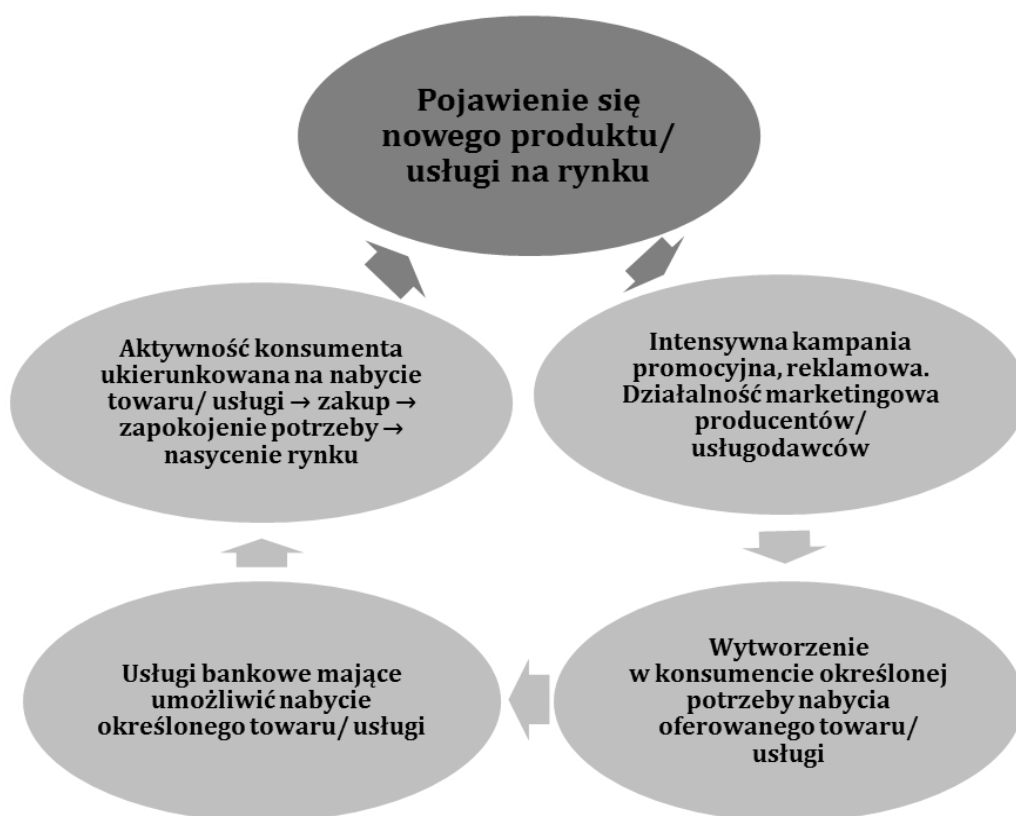 Pojawienie się
nowego produktu/
usługi na rynku
Intensywna kampania
promocyjna, reklamowa.
Działalność marketingowa
producentów/
usługodawców
Wytworzenie
w konsumencie określonej
potrzeby nabycia
oferowanego towaru/
usługi
Usługi bankowe mające
umożliwić nabycie
określonego towaru/ usługi
Aktywność konsumenta
ukierunkowana na nabycie
towaru/ usługi → zakup →
zapokojenie potrzeby →
nasycenie rynku